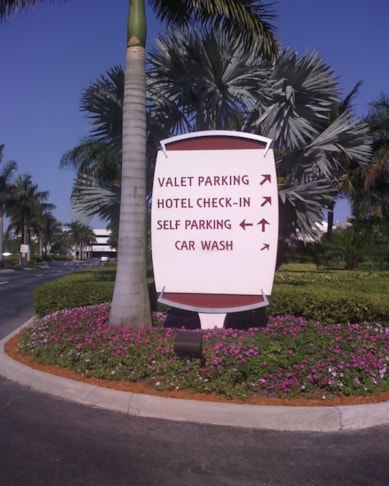 VALET PARKING ↗
HOTEL CHECK-IN ↗
SELF PARKING ← ↑
CAR WASH ↗